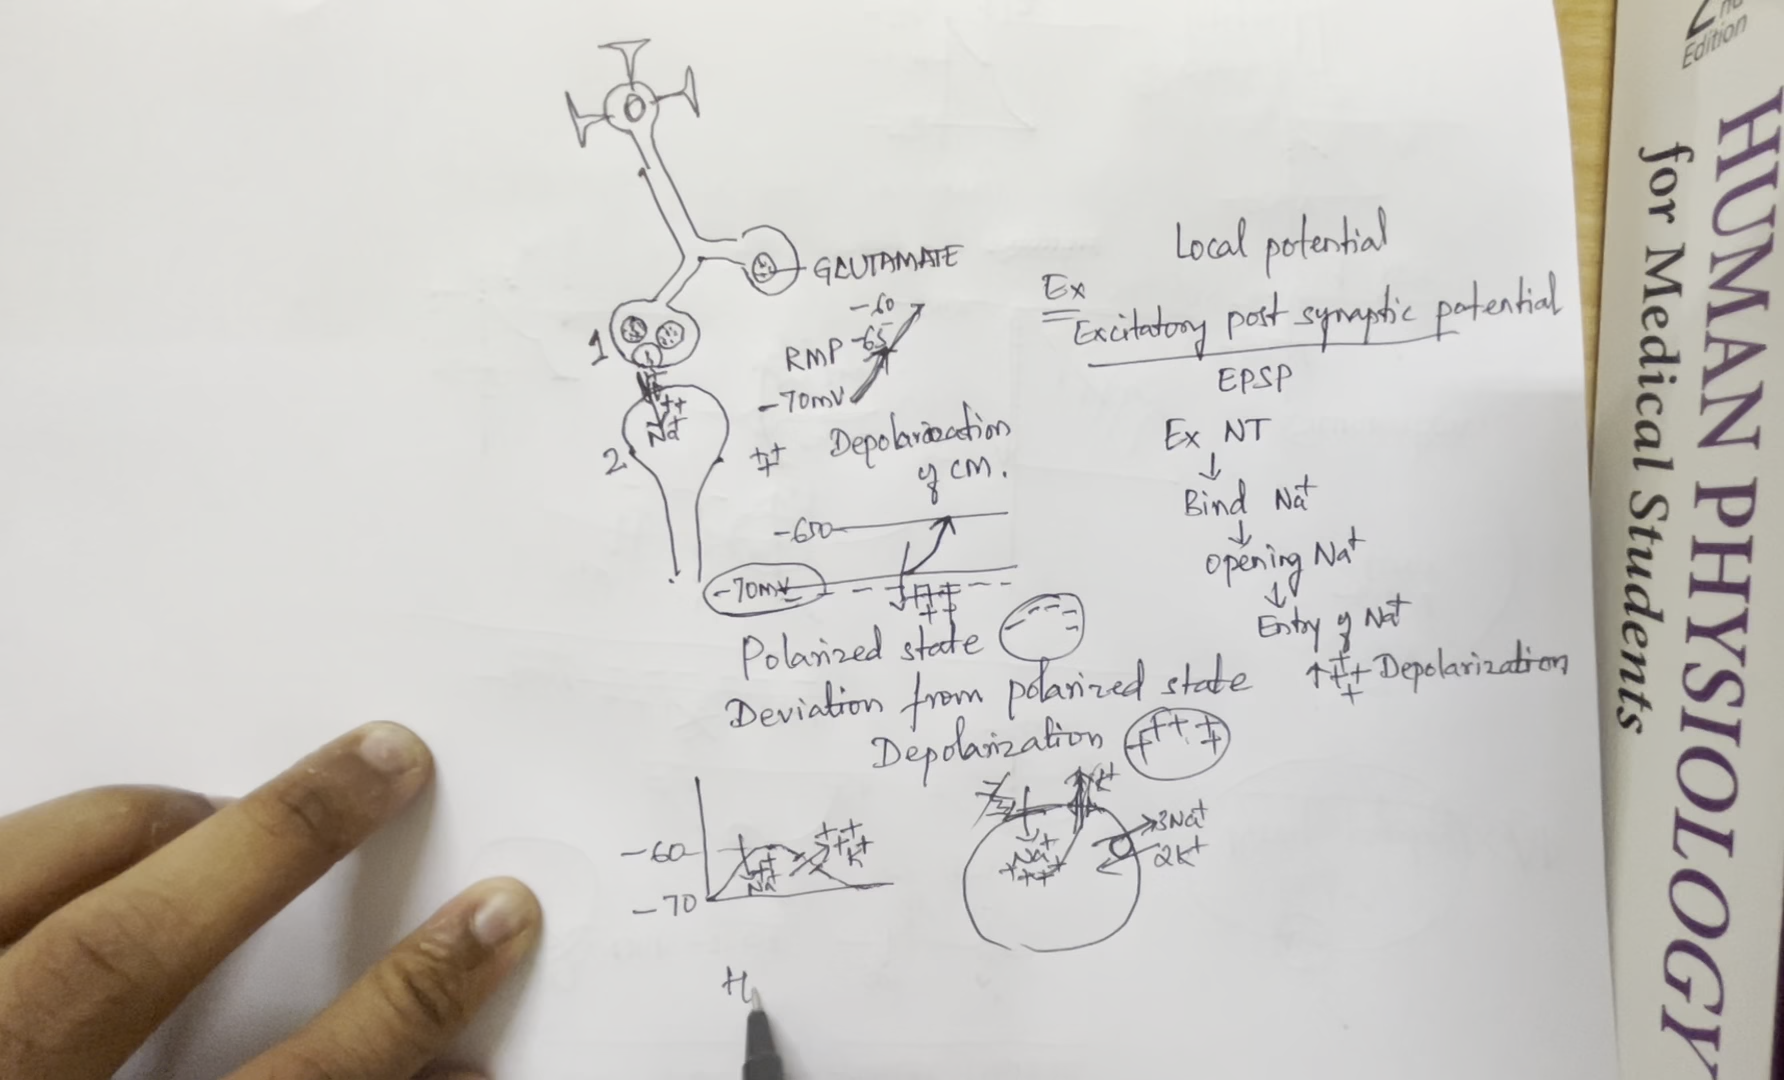 GLUTAMATE
-60
-65
RMP
-70mV
1
2
Na+
++
Depolarization
of CM.
-650
-70mV
Polarized state
Deviation from polarized state
Depolarization
++++
-60
-70
Na+
+++
K+
K+
Na+
++++
3Na+
2K+
H
Local potential
Ex
Excitatory post synaptic potential
EPSP
Ex NT
↓
Bind Na+
↓
Opening Na+
↓
Entry of Na+
↑++++ Depolarization
2nd
Edition
HUMAN PHYSIOLOGY
for Medical Students